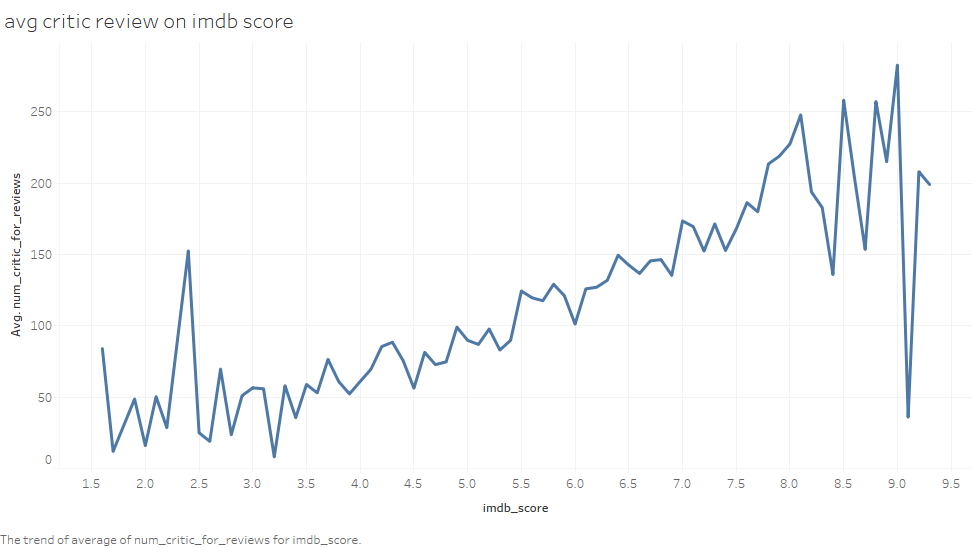 avg critic review on imdb score
Avg. num_critic_for_reviews
250
200
150
100
50
0
1.5 2.0 2.5 3.0 3.5 4.0 4.5 5.0 5.5 6.0 6.5 7.0 7.5 8.0 8.5 9.0 9.5
imdb_score
The trend of average of num_critic_for_reviews for imdb_score.